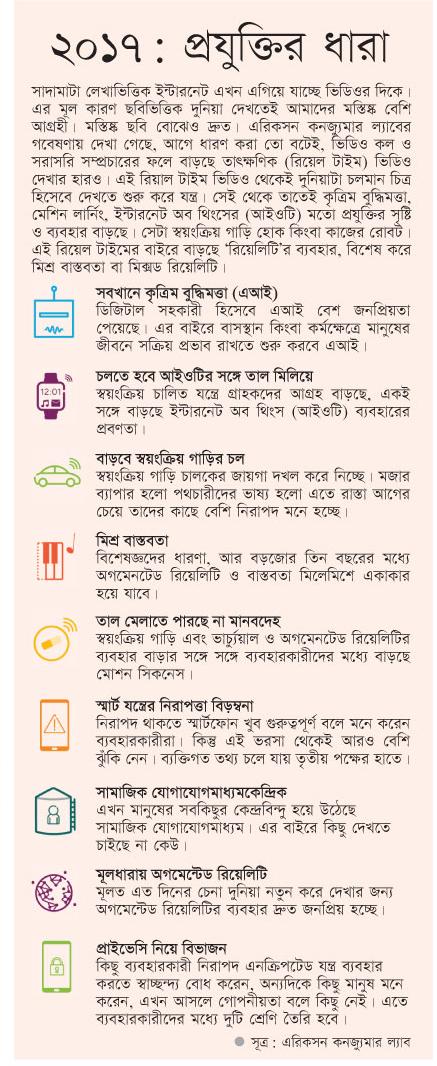 ২০১৭ : প্রযুক্তির ধারা
সাদামাটা লেখাভিত্তিক ইন্টারনেট এখন এগিয়ে যাচ্ছে ভিডিওর দিকে।
এর মূল কারণ ছবিভিত্তিক দুনিয়া দেখতেই আমাদের মস্তিষ্ক বেশি
আগ্রহী। মস্তিষ্ক ছবি বোঝেও দ্রুত। এরিকসন কনজ্যুমার ল্যাবের
গবেষণায় দেখা গেছে, আগে ধারণ করা তো বটেই, ভিডিও কল ও
সরাসরি সম্প্রচারের ফলে বাড়ছে তাৎক্ষণিক (রিয়েল টাইম) ভিডিও
দেখার হারও। এই রিয়াল টাইম ভিডিও থেকেই দুনিয়াটা চলমান চিত্র
হিসেবে দেখতে শুরু করে যন্ত্র। সেই থেকে তাতেই কৃত্রিম বুদ্ধিমত্তা,
মেশিন লার্নিং, ইন্টারনেট অব থিংসের (আইওটি) মতো প্রযুক্তির সৃষ্টি
ও ব্যবহার বাড়ছে। সেটা স্বয়ংক্রিয় গাড়ি হোক কিংবা কাজের রোবট।
এই রিয়েল টাইমের বাইরে বাড়ছে ‘রিয়েলিটি’র ব্যবহার, বিশেষ করে
মিশ্র বাস্তবতা বা মিক্সড রিয়েলিটি।
সবখানে কৃত্রিম বুদ্ধিমত্তা (এআই)
ডিজিটাল সহকারী হিসেবে এআই বেশ জনপ্রিয়তা
পেয়েছে। এর বাইরে বাসস্থান কিংবা কর্মক্ষেত্রে মানুষের
জীবনে সক্রিয় প্রভাব রাখতে শুরু করবে এআই।
12:01
চলতে হবে আইওটির সঙ্গে তাল মিলিয়ে
স্বয়ংক্রিয় চালিত যন্ত্রে গ্রাহকদের আগ্রহ বাড়ছে, একই
সঙ্গে বাড়ছে ইন্টারনেট অব থিংস (আইওটি) ব্যবহারের
প্রবণতা।
বাড়বে স্বয়ংক্রিয় গাড়ির চল
স্বয়ংক্রিয় গাড়ি চালকের জায়গা দখল করে নিচ্ছে। মজার
ব্যাপার হলো পথচারীদের ভাষ্য হলো এতে রাস্তা আগের
চেয়ে তাদের কাছে বেশি নিরাপদ মনে হচ্ছে।
মিশ্র বাস্তবতা
বিশেষজ্ঞদের ধারণা, আর বড়জোর তিন বছরের মধ্যে
অগমেনটেড রিয়েলিটি ও বাস্তবতা মিলেমিশে একাকার
হয়ে যাবে।
তাল মেলাতে পারছে না মানবদেহ
স্বয়ংক্রিয় গাড়ি এবং ভার্চ্যুয়াল ও অগমেনটেড রিয়েলিটির
ব্যবহার বাড়ার সঙ্গে সঙ্গে ব্যবহারকারীদের মধ্যে বাড়ছে
মোশন সিকনেস।
স্মার্ট যন্ত্রের নিরাপত্তা বিড়ম্বনা
নিরাপদ থাকতে স্মার্টফোন খুব গুরুত্বপূর্ণ বলে মনে করেন
ব্যবহারকারীরা। কিন্তু এই ভরসা থেকেই আরও বেশি
ঝুঁকি নেন। ব্যক্তিগত তথ্য চলে যায় তৃতীয় পক্ষের হাতে।
সামাজিক যোগাযোগমাধ্যমকেন্দ্রিক
এখন মানুষের সবকিছুর কেন্দ্রবিন্দু হয়ে উঠেছে
সামাজিক যোগাযোগমাধ্যম। এর বাইরে কিছু দেখতে
চাইছে না কেউ।
মূলধারায় অগমেন্টেড রিয়েলিটি
মূলত এত দিনের চেনা দুনিয়া নতুন করে দেখার জন্য
অগমেন্টেড রিয়েলিটির ব্যবহার দ্রুত জনপ্রিয় হচ্ছে।
প্রাইভেসি নিয়ে বিভাজন
কিছু ব্যবহারকারী নিরাপদ এনক্রিপটেড যন্ত্র ব্যবহার
করতে স্বাচ্ছন্দ্য বোধ করেন, অন্যদিকে কিছু মানুষ মনে
করেন, এখন আসলে গোপনীয়তা বলে কিছু নেই। এতে
ব্যবহারকারীদের মধ্যে দুটি শ্রেণি তৈরি হবে।
সূত্র : এরিকসন কনজ্যুমার ল্যাব